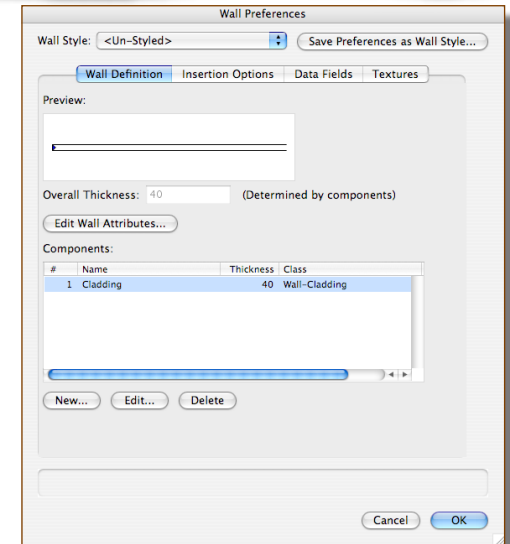 Wall Preferences
Wall Style: <Un-Styled> Save Preferences as Wall Style...
Wall Definition Insertion Options Data Fields Textures
Preview:
Overall Thickness: 40 (Determined by components)
Edit Wall Attributes...
Components:
# Name Thickness Class
1 Cladding 40 Wall-Cladding
New... Edit... Delete
Cancel OK